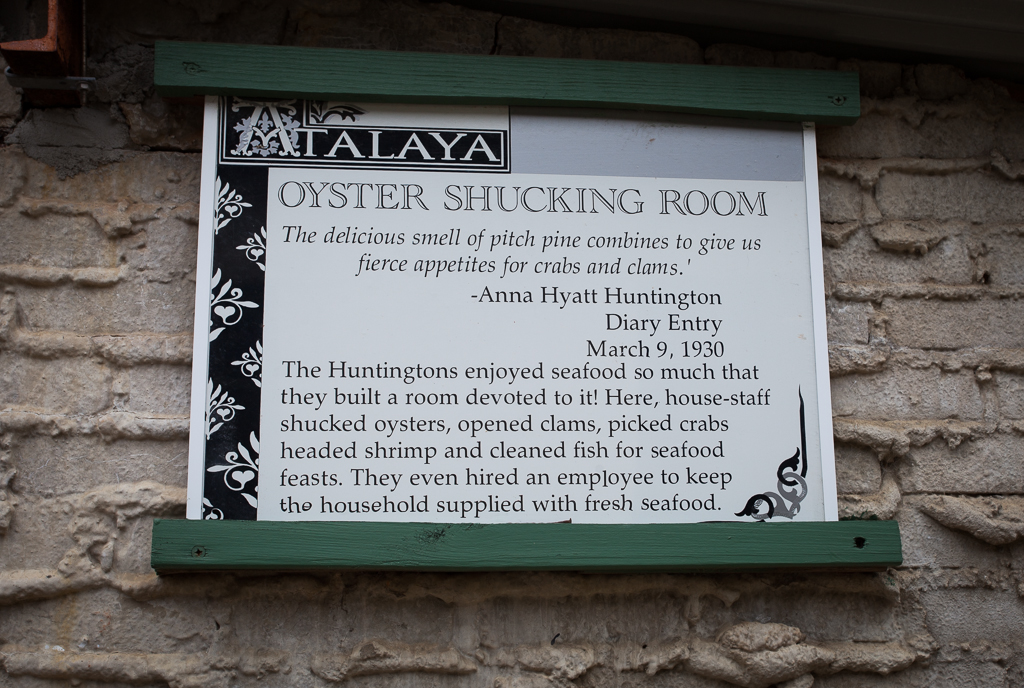 ATALAYA
OYSTER SHUCKING ROOM
The delicious smell of pitch pine combines to give us
fierce appetites for crabs and clams.'
-Anna Hyatt Huntington
Diary Entry
March 9, 1930
The Huntingtons enjoyed seafood so much that
they built a room devoted to it! Here, house-staff
shucked oysters, opened clams, picked crabs
headed shrimp and cleaned fish for seafood
feasts. They even hired an employee to keep
the household supplied with fresh seafood.